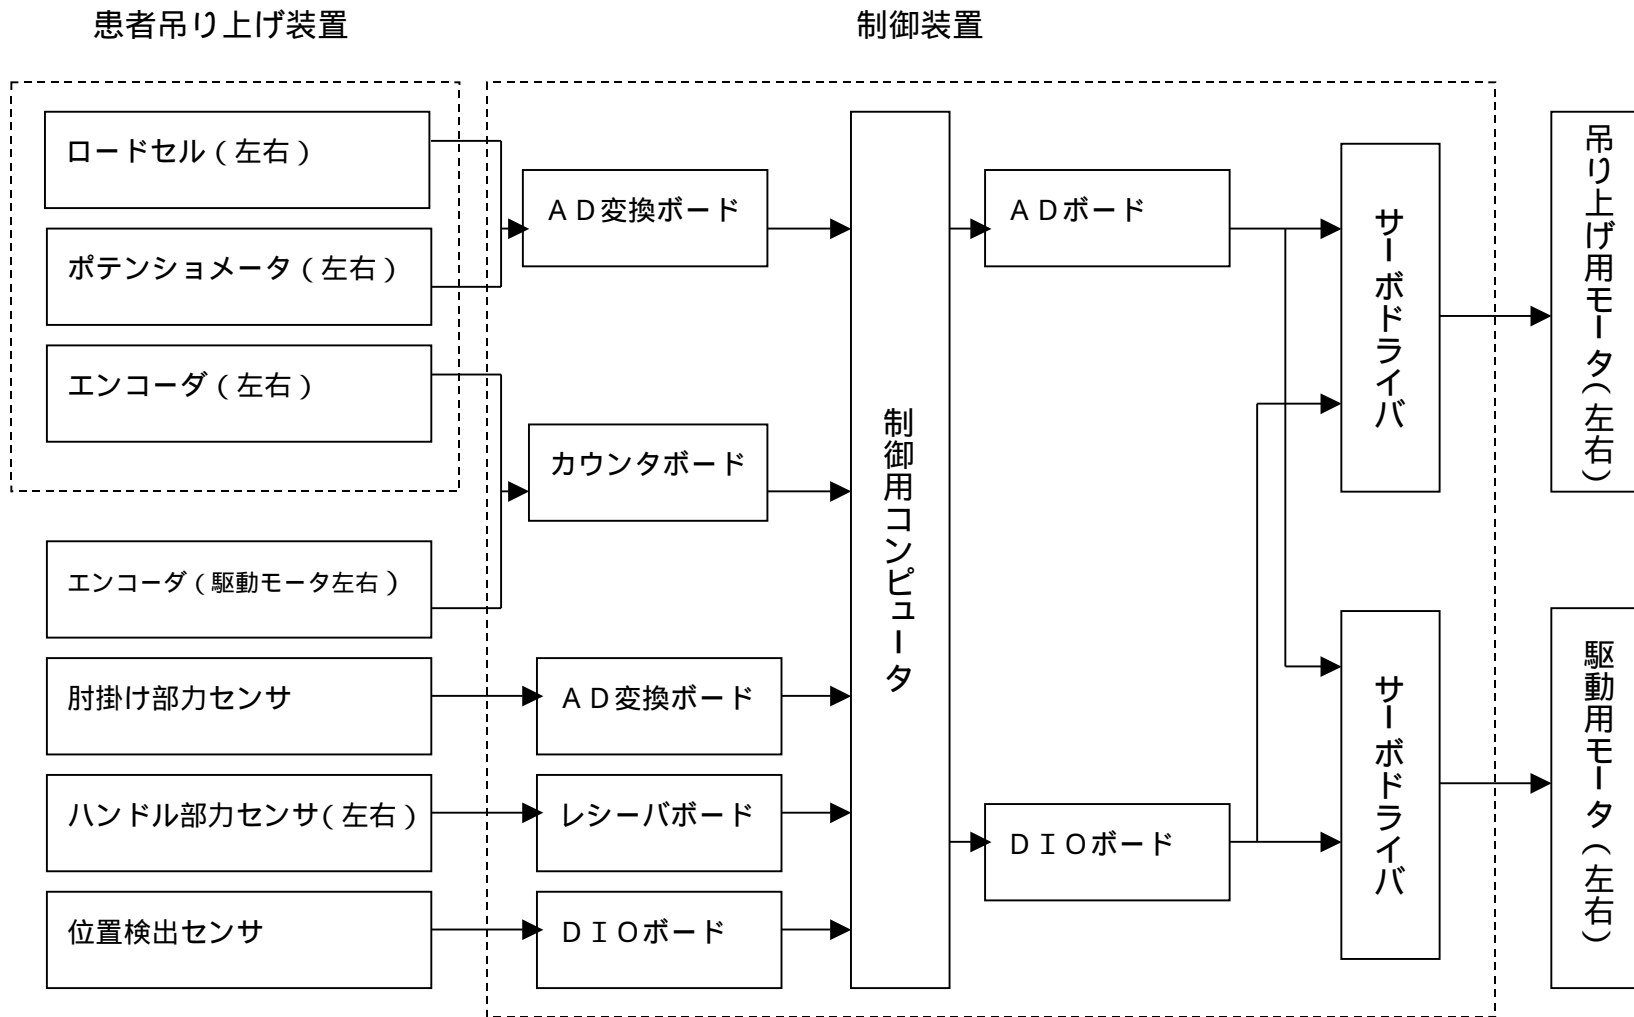 患者吊り上げ装置
制御装置
ロードセル（左右）
ポテンショメータ（左右）
エンコーダ（左右）
エンコーダ（駆動モータ左右）
肘掛け部力センサ
ハンドル部力センサ（左右）
位置検出センサ
ＡＤ変換ボード
カウンタボード
ＡＤ変換ボード
レシーバボード
ＤＩＯボード
制御用コンピュータ
ＡＤボード
ＤＩＯボード
サーボドライバ
サーボドライバ
吊り上げ用モータ（左右）
駆動用モータ（左右）